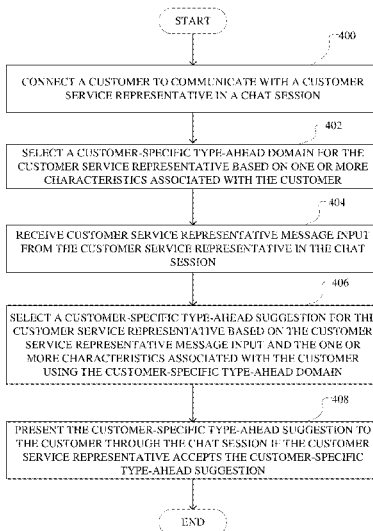 START
400
CONNECT A CUSTOMER TO COMMUNICATE WITH A CUSTOMER
SERVICE REPRESENTATIVE IN A CHAT SESSION
402
SELECT A CUSTOMER-SPECIFIC TYPE-AHEAD DOMAIN FOR THE
CUSTOMER SERVICE REPRESENTATIVE BASED ON ONE OR MORE
CHARACTERISTICS ASSOCIATED WITH THE CUSTOMER
404
RECEIVE CUSTOMER SERVICE REPRESENTATIVE MESSAGE INPUT
FROM THE CUSTOMER SERVICE REPRESENTATIVE IN THE CHAT
SESSION
406
SELECT A CUSTOMER-SPECIFIC TYPE-AHEAD SUGGESTION FOR THE
CUSTOMER SERVICE REPRESENTATIVE BASED ON THE CUSTOMER
SERVICE REPRESENTATIVE MESSAGE INPUT AND THE ONE OR
MORE CHARACTERISTICS ASSOCIATED WITH THE CUSTOMER
USING THE CUSTOMER-SPECIFIC TYPE-AHEAD DOMAIN
408
PRESENT THE CUSTOMER-SPECIFIC TYPE-AHEAD SUGGESTION TO
THE CUSTOMER THROUGH THE CHAT SESSION IF THE CUSTOMER
SERVICE REPRESENTATIVE ACCEPTS THE CUSTOMER-SPECIFIC
TYPE-AHEAD SUGGESTION
END